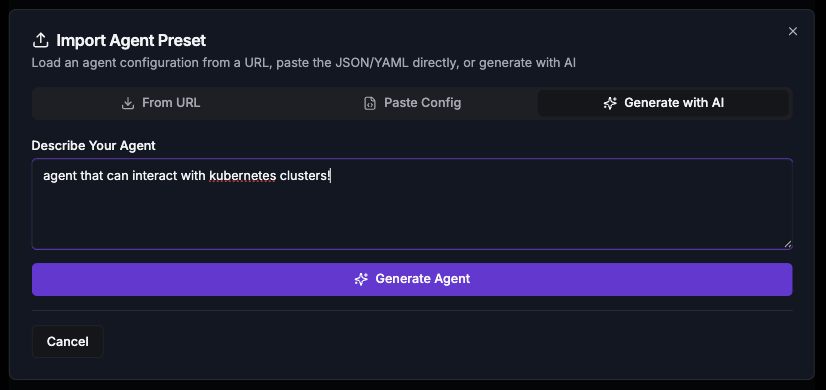 Import Agent Preset
Load an agent configuration from a URL, paste the JSON/YAML directly, or generate with AI
From URL
Paste Config
Generate with AI
Describe Your Agent
agent that can interact with kubernetes clusters!
Generate Agent
Cancel